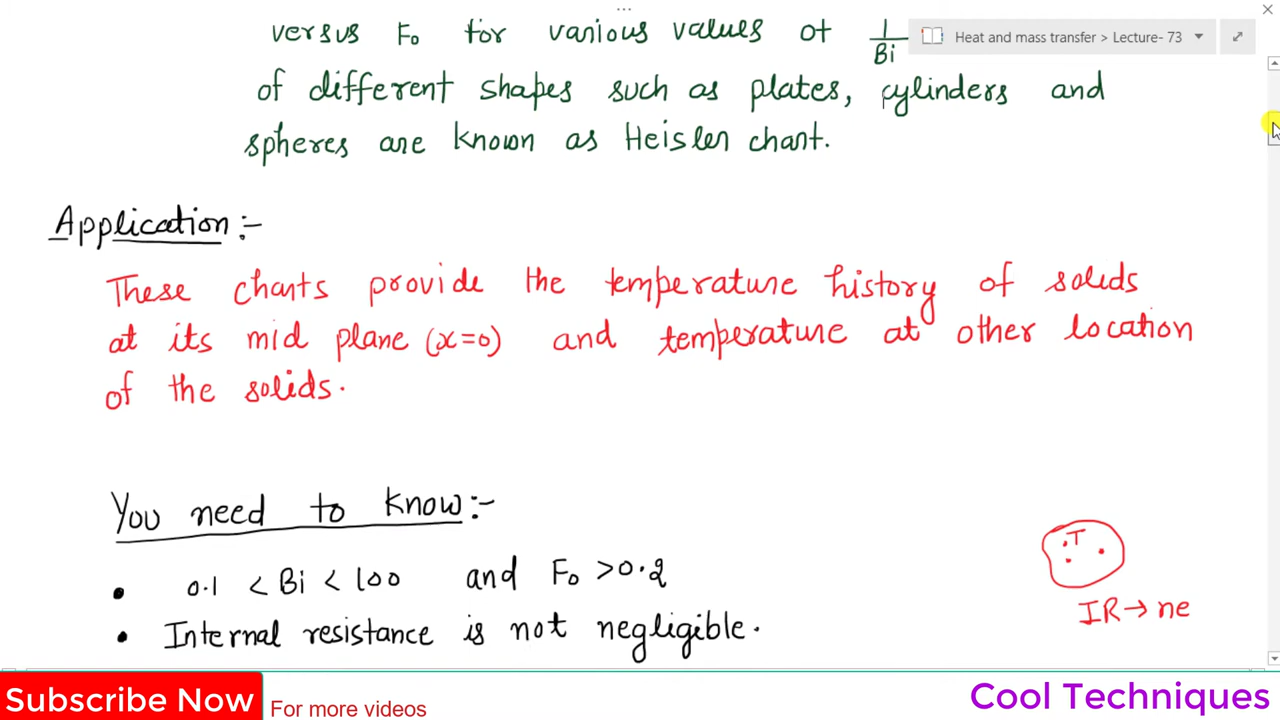 versus Fo for various values of 1/Bi
Heat and mass transfer > Lecture- 73
of different shapes such as plates, cylinders and
spheres are known as Heisler chart.
Application :-
These charts provide the temperature history of solids
at its mid plane (x=0) and temperature at other location
of the solids.
You need to know :-
• 0.1 < Bi < 100 and Fo > 0.2
• Internal resistance is not negligible.
T
IR → ne
Subscribe Now
For more videos
Cool Techniques